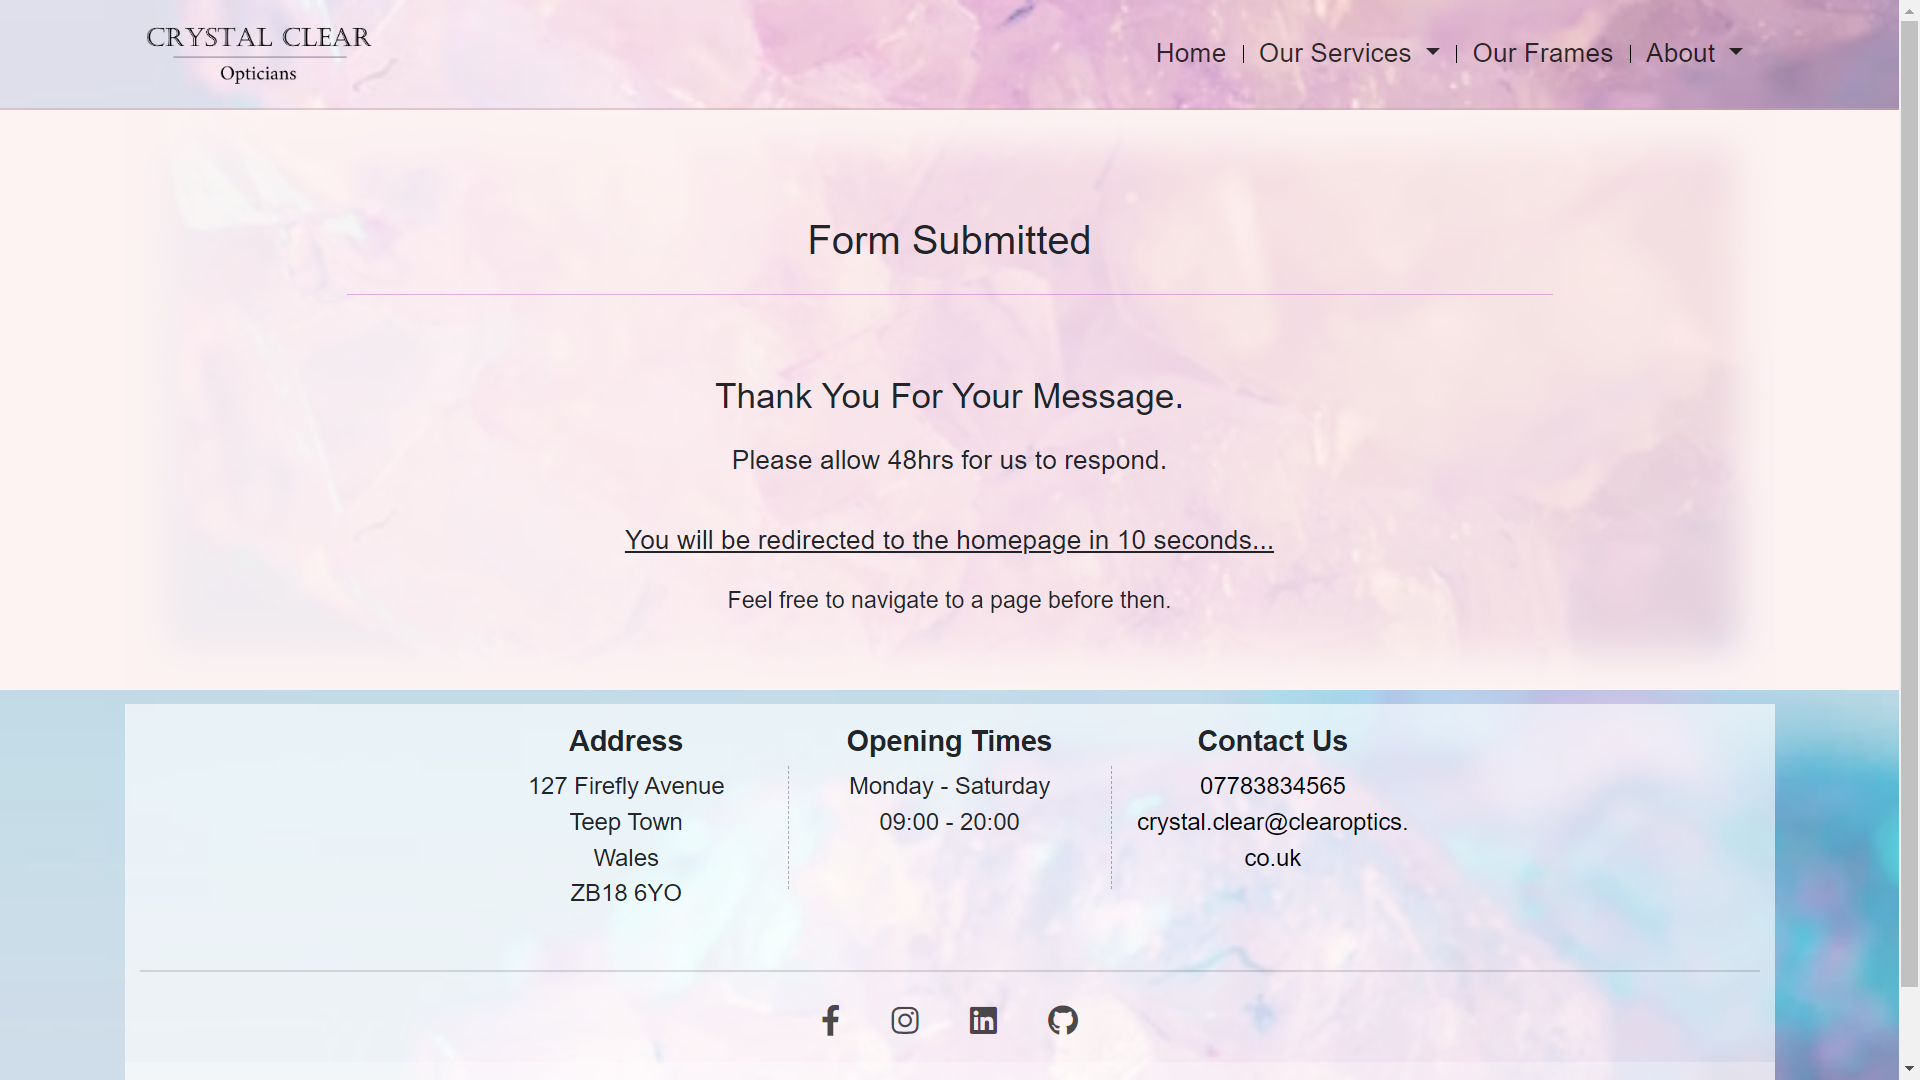 CRYSTAL CLEAR
Opticians
Home
Our Services
Our Frames
About
Form Submitted
Thank You For Your Message.
Please allow 48hrs for us to respond.
You will be redirected to the homepage in 10 seconds...
Feel free to navigate to a page before then.
Address
127 Firefly Avenue
Teep Town
Wales
ZB18 6YO
Opening Times
Monday - Saturday
09:00 - 20:00
Contact Us
07783834565
crystal.clear@clearoptics.
co.uk